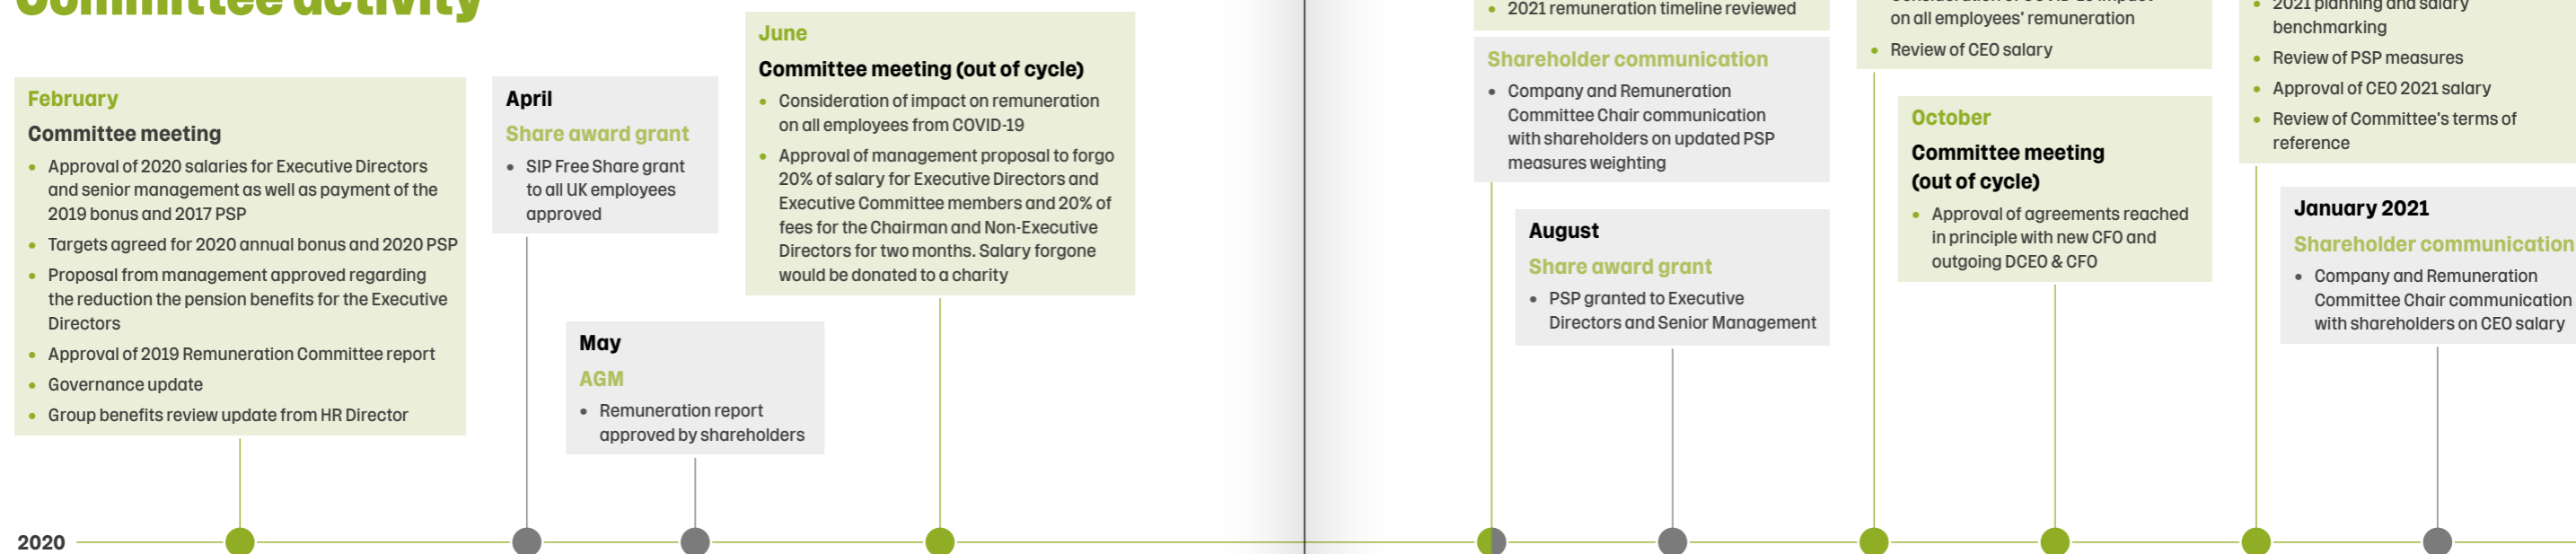 Committee activity
February
Committee meeting
• Approval of 2020 salaries for Executive Directors
and senior management as well as payment of the
2019 bonus and 2017 PSP
• Targets agreed for 2020 annual bonus and 2020 PSP
• Proposal from management approved regarding
the reduction the pension benefits for the Executive
Directors
• Approval of 2019 Remuneration Committee report
• Governance update
• Group benefits review update from HR Director
April
Share award grant
• SIP Free Share grant
to all UK employees
approved
May
AGM
• Remuneration report
approved by shareholders
June
Committee meeting (out of cycle)
• Consideration of impact on remuneration
on all employees from COVID-19
• Approval of management proposal to forgo
20% of salary for Executive Directors and
Executive Committee members and 20% of
fees for the Chairman and Non-Executive
Directors for two months. Salary forgone
would be donated to a charity
• 2021 remuneration timeline reviewed
Shareholder communication
• Company and Remuneration
Committee Chair communication
with shareholders on updated PSP
measures weighting
August
Share award grant
• PSP granted to Executive
Directors and Senior Management
on all employees' remuneration
• Review of CEO salary
October
Committee meeting
(out of cycle)
• Approval of agreements reached
in principle with new CFO and
outgoing DCEO & CFO
• 2021 planning and salary
benchmarking
• Review of PSP measures
• Approval of CEO 2021 salary
• Review of Committee's terms of
reference
January 2021
Shareholder communication
• Company and Remuneration
Committee Chair communication
with shareholders on CEO salary
2020